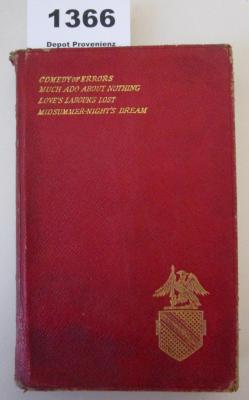 1366
Depot Provenienz
COMEDY OF ERRORS
MUCH ADO ABOUT NOTHING
LOVE'S LABOURS LOST
MIDSUMMER-NIGHT'S DREAM